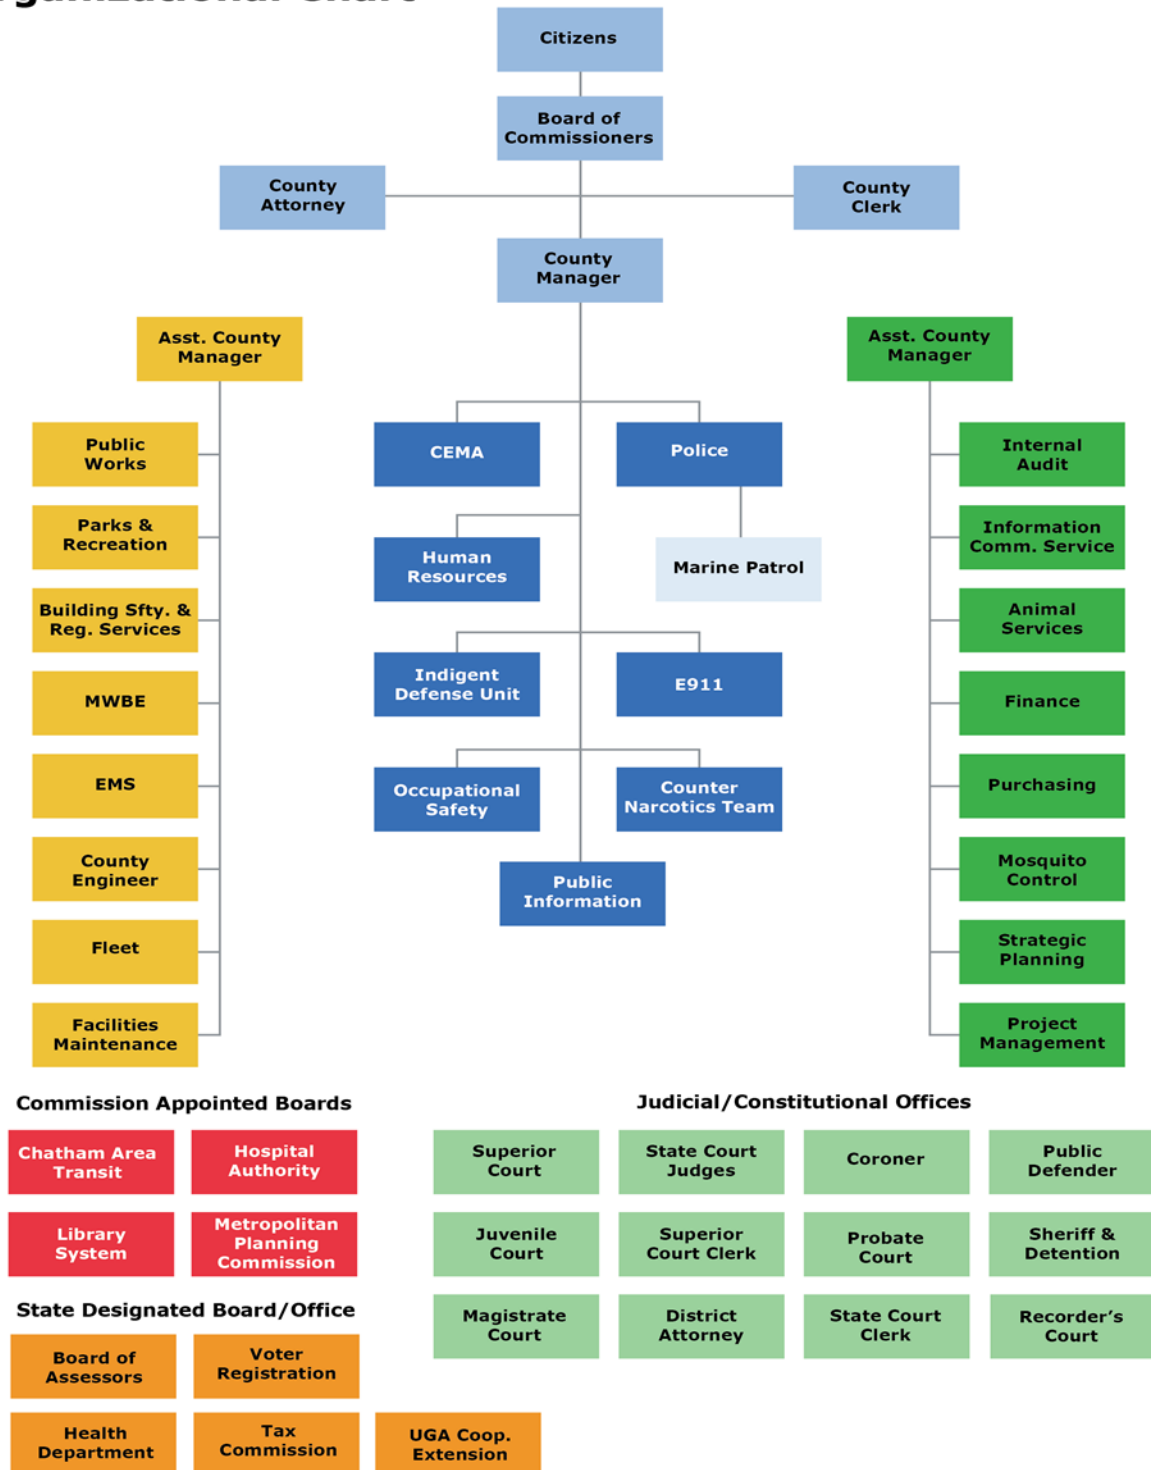 Organizational Chart
Citizens
Board of
Commissioners
County
Attorney
County
Clerk
County
Manager
Asst. County
Manager
Asst. County
Manager
Public
Works
CEMA
Police
Internal
Audit
Parks &
Recreation
Human
Resources
Marine Patrol
Information
Comm. Service
Building Sfty. &
Reg. Services
Animal
Services
MWBE
Indigent
Defense Unit
E911
Finance
EMS
Occupational
Safety
Counter
Narcotics Team
Purchasing
County
Engineer
Public
Information
Mosquito
Control
Fleet
Strategic
Planning
Facilities
Maintenance
Project
Management
Commission Appointed Boards
Chatham Area
Transit
Hospital
Authority
Library
System
Metropolitan
Planning
Commission
State Designated Board/Office
Board of
Assessors
Voter
Registration
Health
Department
Tax
Commission
UGA Coop.
Extension
Judicial/Constitutional Offices
Superior
Court
State Court
Judges
Coroner
Public
Defender
Juvenile
Court
Superior
Court Clerk
Probate
Court
Sheriff &
Detention
Magistrate
Court
District
Attorney
State Court
Clerk
Recorder's
Court